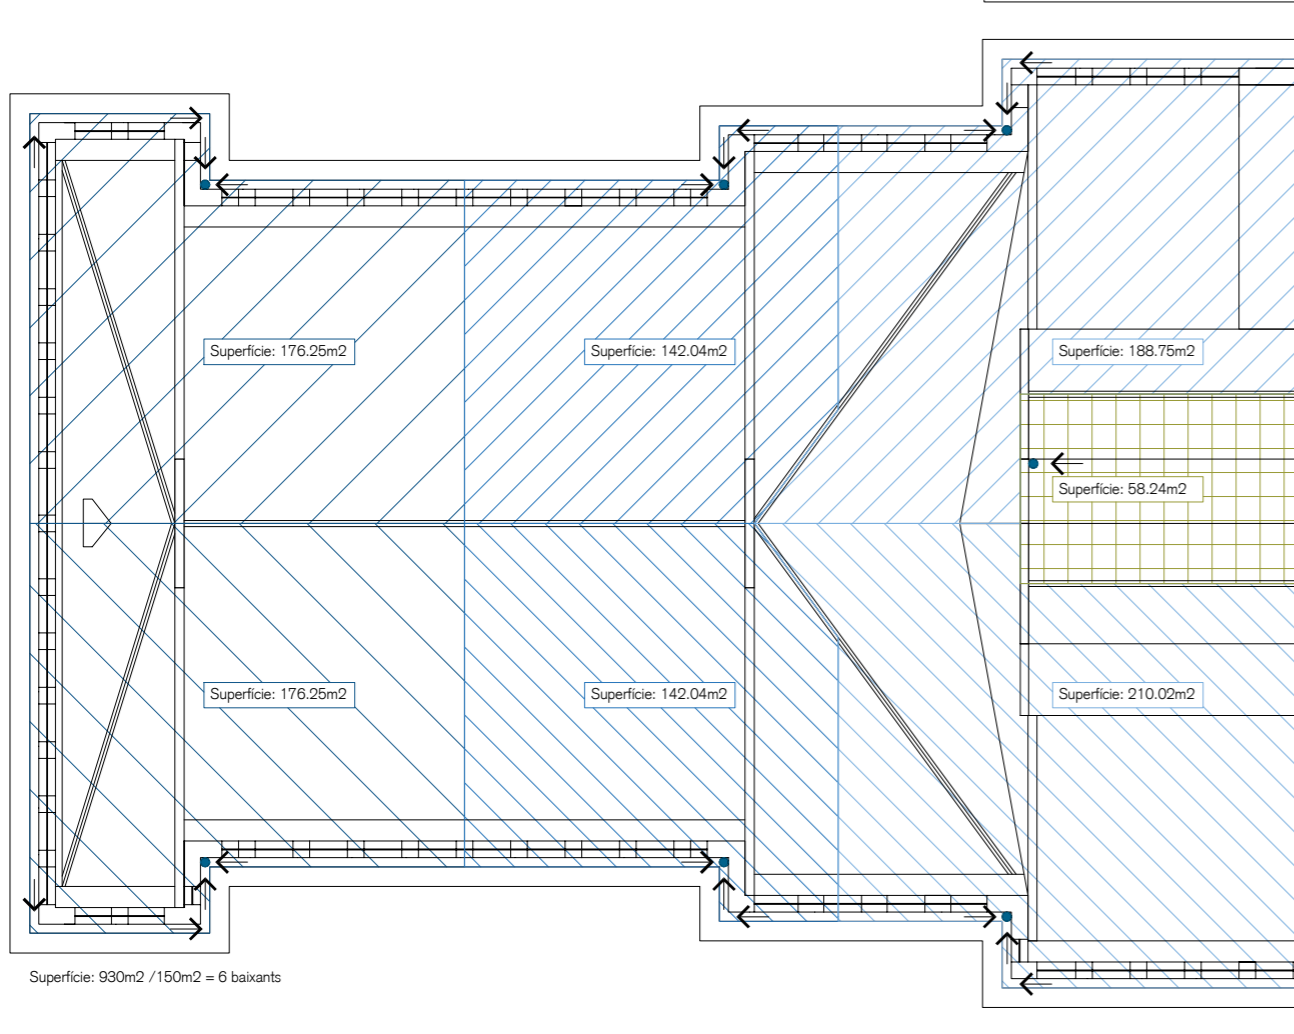 Superfície: 176.25m2
Superfície: 142.04m2
Superfície: 188.75m2
Superfície: 58.24m2
Superfície: 176.25m2
Superfície: 142.04m2
Superfície: 210.02m2
Superfície: 930m2 /150m2 = 6 baixants